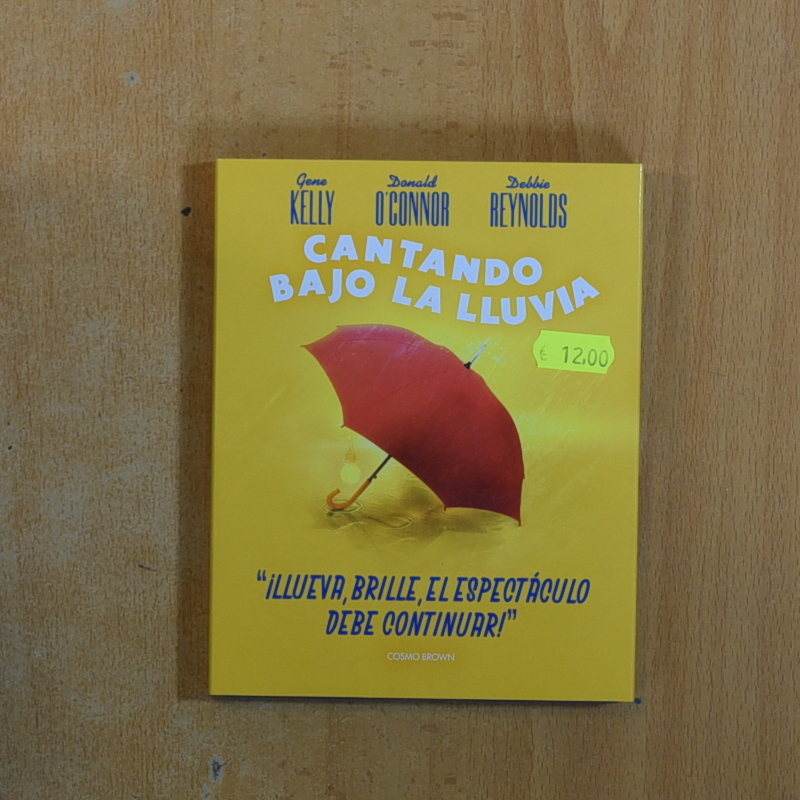 Gene Donald Debbie
KELLY O'CONNOR REYNOLDS
CANTANDO
BAJO LA LLUVIA
€ 12,00
“¡LLUEVA, BRILLE, EL ESPECTÁCULO
DEBE CONTINUAR!”
COSMO BROWN